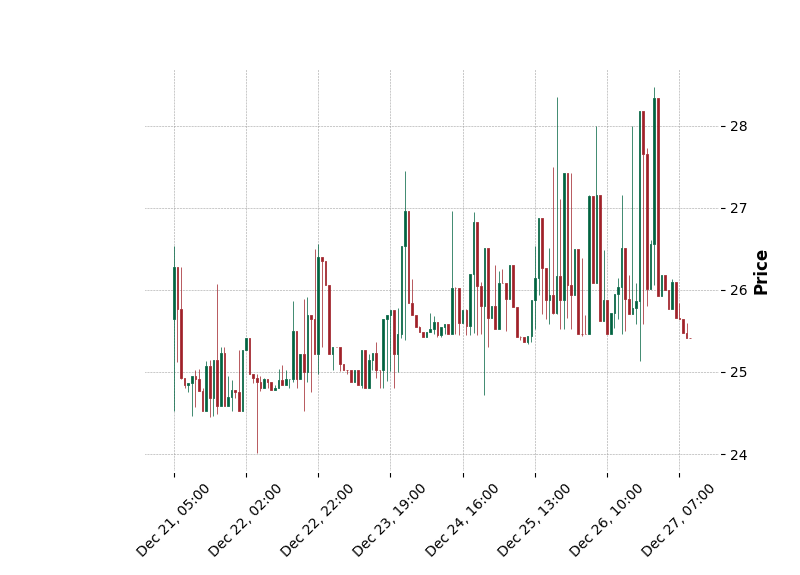 28
27
26
25
24
Price
Dec 21, 05:00
Dec 22, 02:00
Dec 22, 22:00
Dec 23, 19:00
Dec 24, 16:00
Dec 25, 13:00
Dec 26, 10:00
Dec 27, 07:00